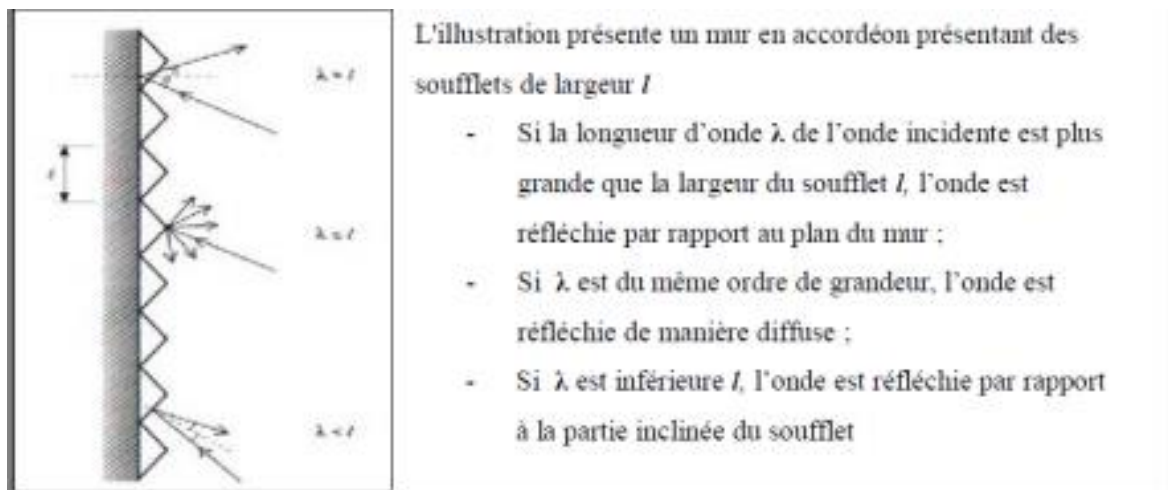 L'illustration présente un mur en accordéon présentant des
soufflets de largeur l
- Si la longueur d'onde λ de l'onde incidente est plus
grande que la largeur du soufflet l, l'onde est
réfléchie par rapport au plan du mur ;
- Si λ est du même ordre de grandeur, l'onde est
réfléchie de manière diffuse ;
- Si λ est inférieure l, l'onde est réfléchie par rapport
à la partie inclinée du soufflet
λ < l